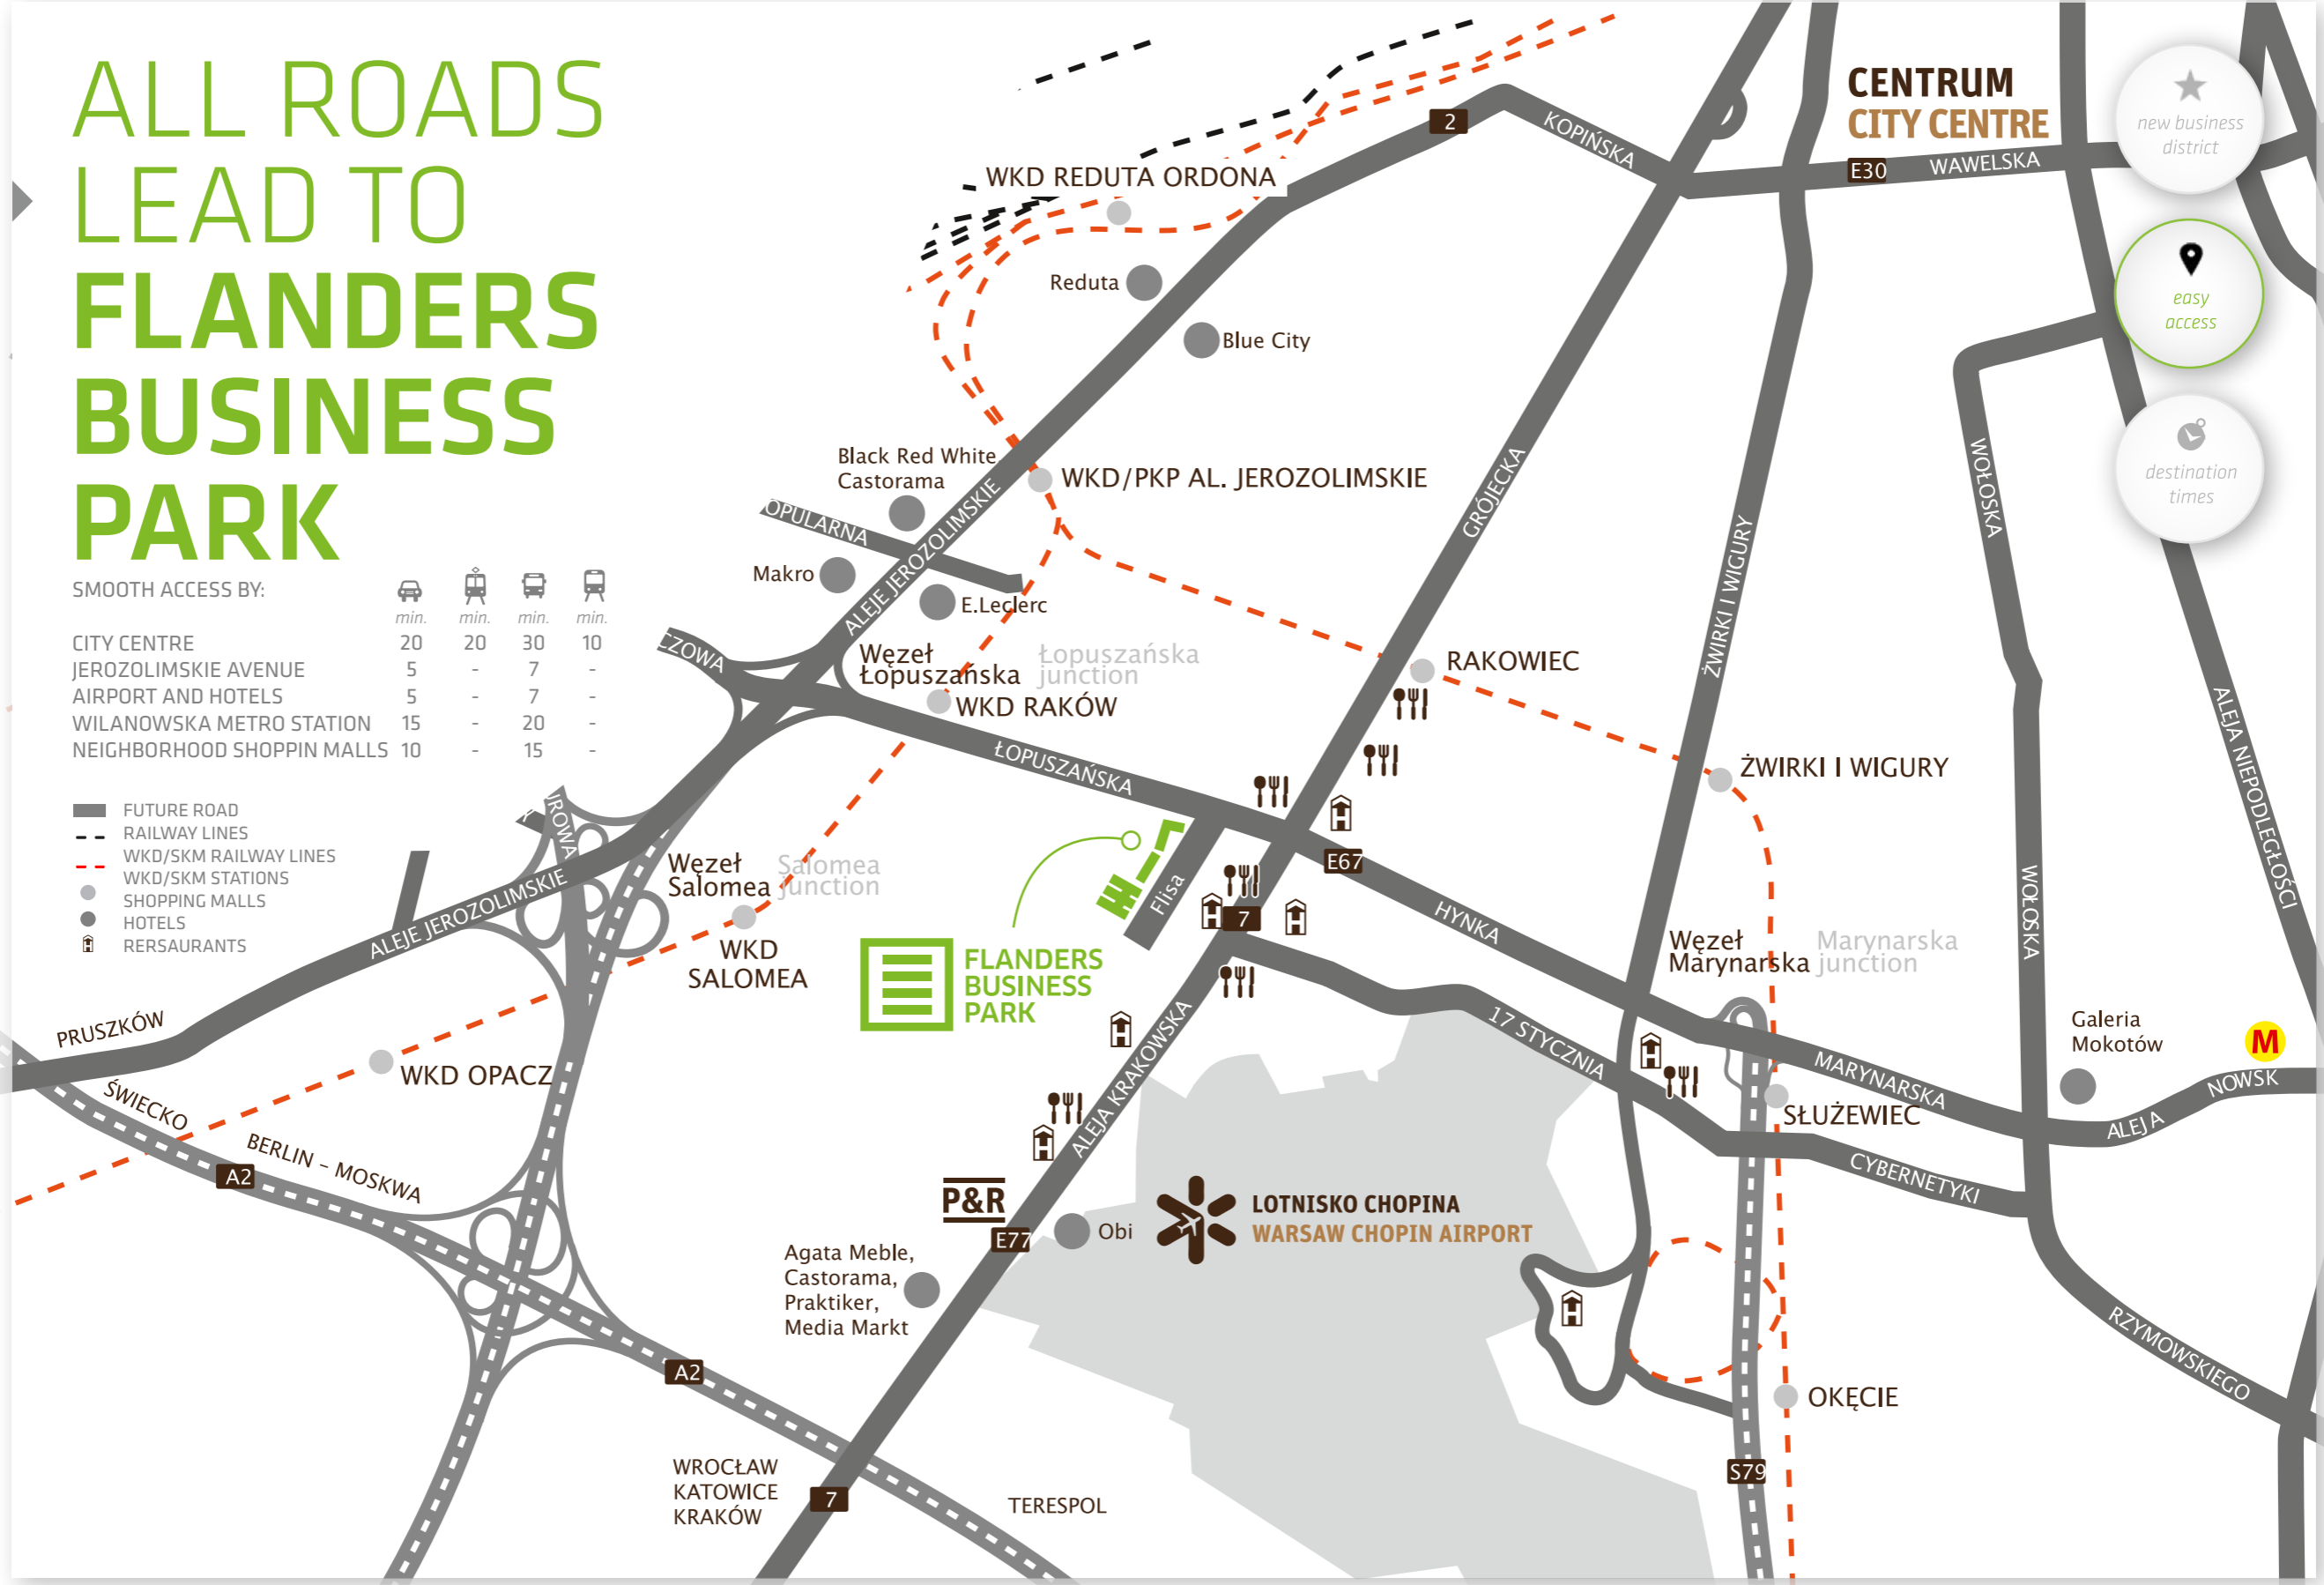 ALL ROADS
LEAD TO
FLANDERS
BUSINESS
PARK
SMOOTH ACCESS BY:
min. min. min. min.
CITY CENTRE 20 20 30 10
JEROZOLIMSKIE AVENUE 5 - 7 -
AIRPORT AND HOTELS 5 - 7 -
WILANOWSKA METRO STATION 15 - 20 -
NEIGHBORHOOD SHOPPIN MALLS 10 - 15 -
FUTURE ROAD
RAILWAY LINES
WKD/SKM RAILWAY LINES
WKD/SKM STATIONS
SHOPPING MALLS
HOTELS
RERSAURANTS
CENTRUM
CITY CENTRE
new business
district
easy
access
destination
times
2
KOPIŃSKA
E30
WAWELSKA
WKD REDUTA ORDONA
Reduta
Blue City
Black Red White
Castorama
WKD/PKP AL. JEROZOLIMSKIE
OPULARNA
ALEJE JEROZOLIMSKIE
Makro
E.Leclerc
GRÓJECKA
ŻWIRKI I WIGURY
WOŁOSKA
CZOWA
Węzeł
Łopuszańska
Łopuszańska
junction
WKD RAKÓW
RAKOWIEC
ŁOPUSZAŃSKA
ŻWIRKI I WIGURY
ALEJA NIEPODLEGŁOŚCI
ROWA
Węzeł
Salomea
Salomea
junction
ALEJE JEROZOLIMSKIE
WKD
SALOMEA
Flisa
E67
7
HYNKA
WOŁOSKA
FLANDERS
BUSINESS
PARK
Węzeł
Marynarska
Marynarska
junction
PRUSZKÓW
WKD OPACZ
ŚWIECKO
BERLIN – MOSKWA
A2
ALEJA KRAKOWSKA
17 STYCZNIA
MARYNARSKA
SŁUŻEWIEC
Galeria
Mokotów
M
NOWSK
ALEJA
CYBERNETYKI
P&R
E77
Obi
LOTNISKO CHOPINA
WARSAW CHOPIN AIRPORT
Agata Meble,
Castorama,
Praktiker,
Media Markt
RZYMOWSKIEGO
A2
OKĘCIE
S79
WROCŁAW
KATOWICE
KRAKÓW
7
TERESPOL